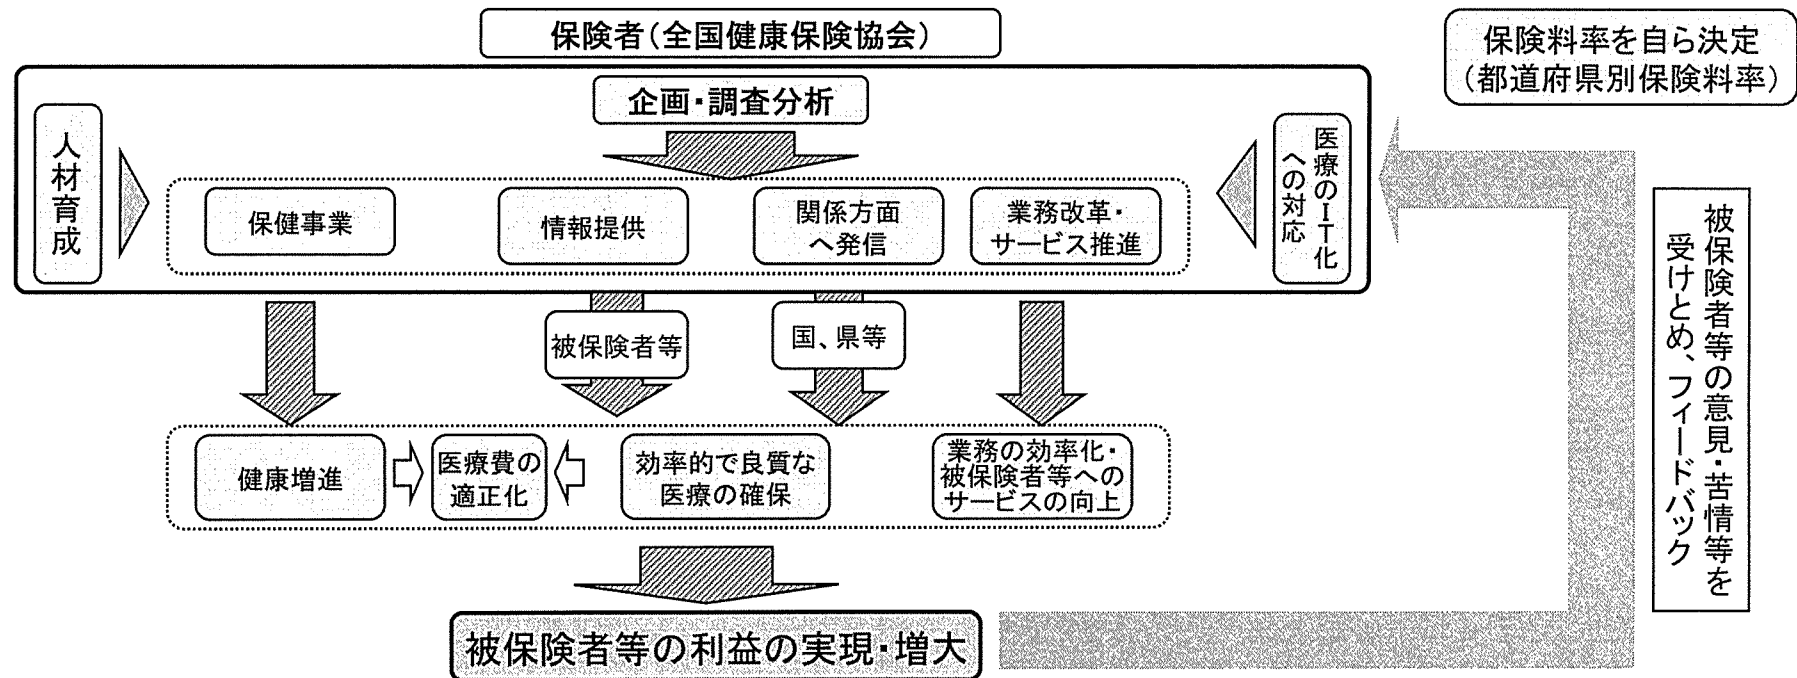 保険者(全国健康保険協会)
保険料率を自ら決定
(都道府県別保険料率)
企画・調査分析
人材育成
医療のIT化
への対応
保健事業
情報提供
関係方面
へ発信
業務改革・
サービス推進
被保険者等
国、県等
被保険者等の意見・苦情等を
受けとめ、フィードバック
健康増進
医療費の
適正化
効率的で良質な
医療の確保
業務の効率化・
被保険者等への
サービスの向上
被保険者等の利益の実現・増大